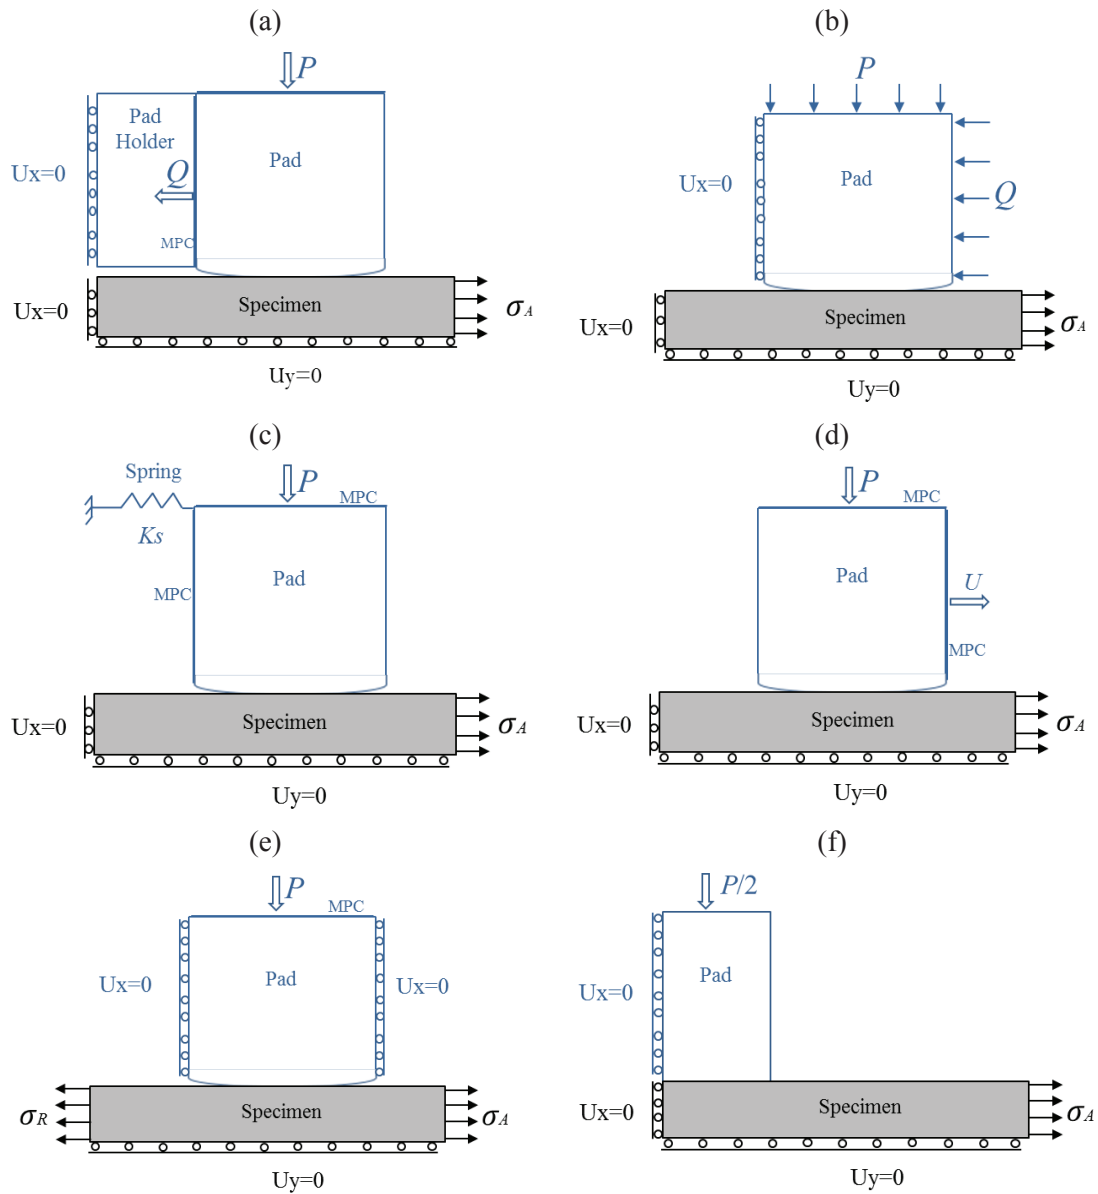 (a)
P
Pad
Holder
Pad
Ux=0
Q
MPC
Ux=0
Specimen
σA
Uy=0
(b)
P
Ux=0
Pad
Q
Ux=0
Specimen
σA
Uy=0
(c)
Spring
P
MPC
Ks
Pad
MPC
Ux=0
Specimen
σA
Uy=0
(d)
P
MPC
Pad
U
MPC
Ux=0
Specimen
σA
Uy=0
(e)
P
MPC
Ux=0
Pad
Ux=0
σR
Specimen
σA
Uy=0
(f)
P/2
Pad
Ux=0
Ux=0
Specimen
σA
Uy=0